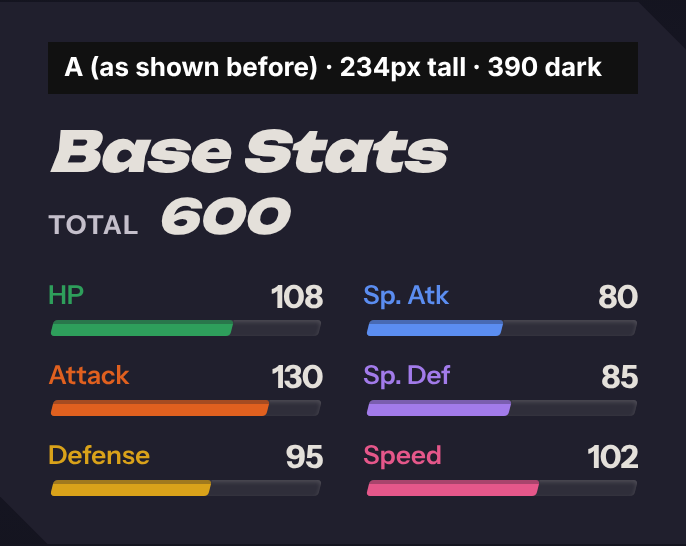 A (as shown before) · 234px tall · 390 dark
Base Stats
TOTAL 600
HP 108
Sp. Atk 80
Attack 130
Sp. Def 85
Defense 95
Speed 102